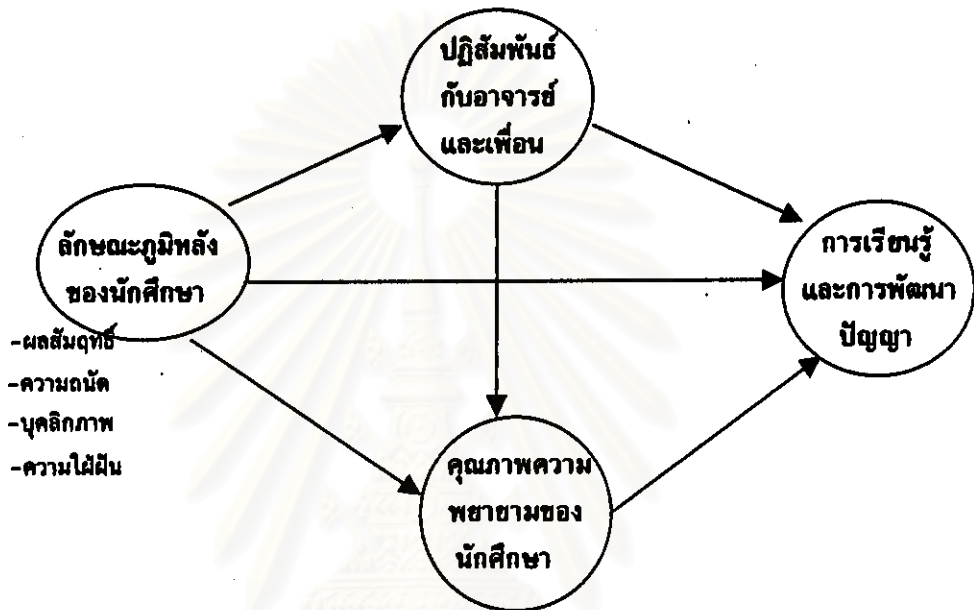 ปฏิสัมพันธ์
กับอาจารย์
และเพื่อน
ลักษณะภูมิหลัง
ของนักศึกษา
-ผลสัมฤทธิ์
-ความถนัด
-บุคลิกภาพ
-ความใฝ่ฝัน
การเรียนรู้
และการพัฒนา
ปัญญา
คุณภาพความ
พยายามของ
นักศึกษา